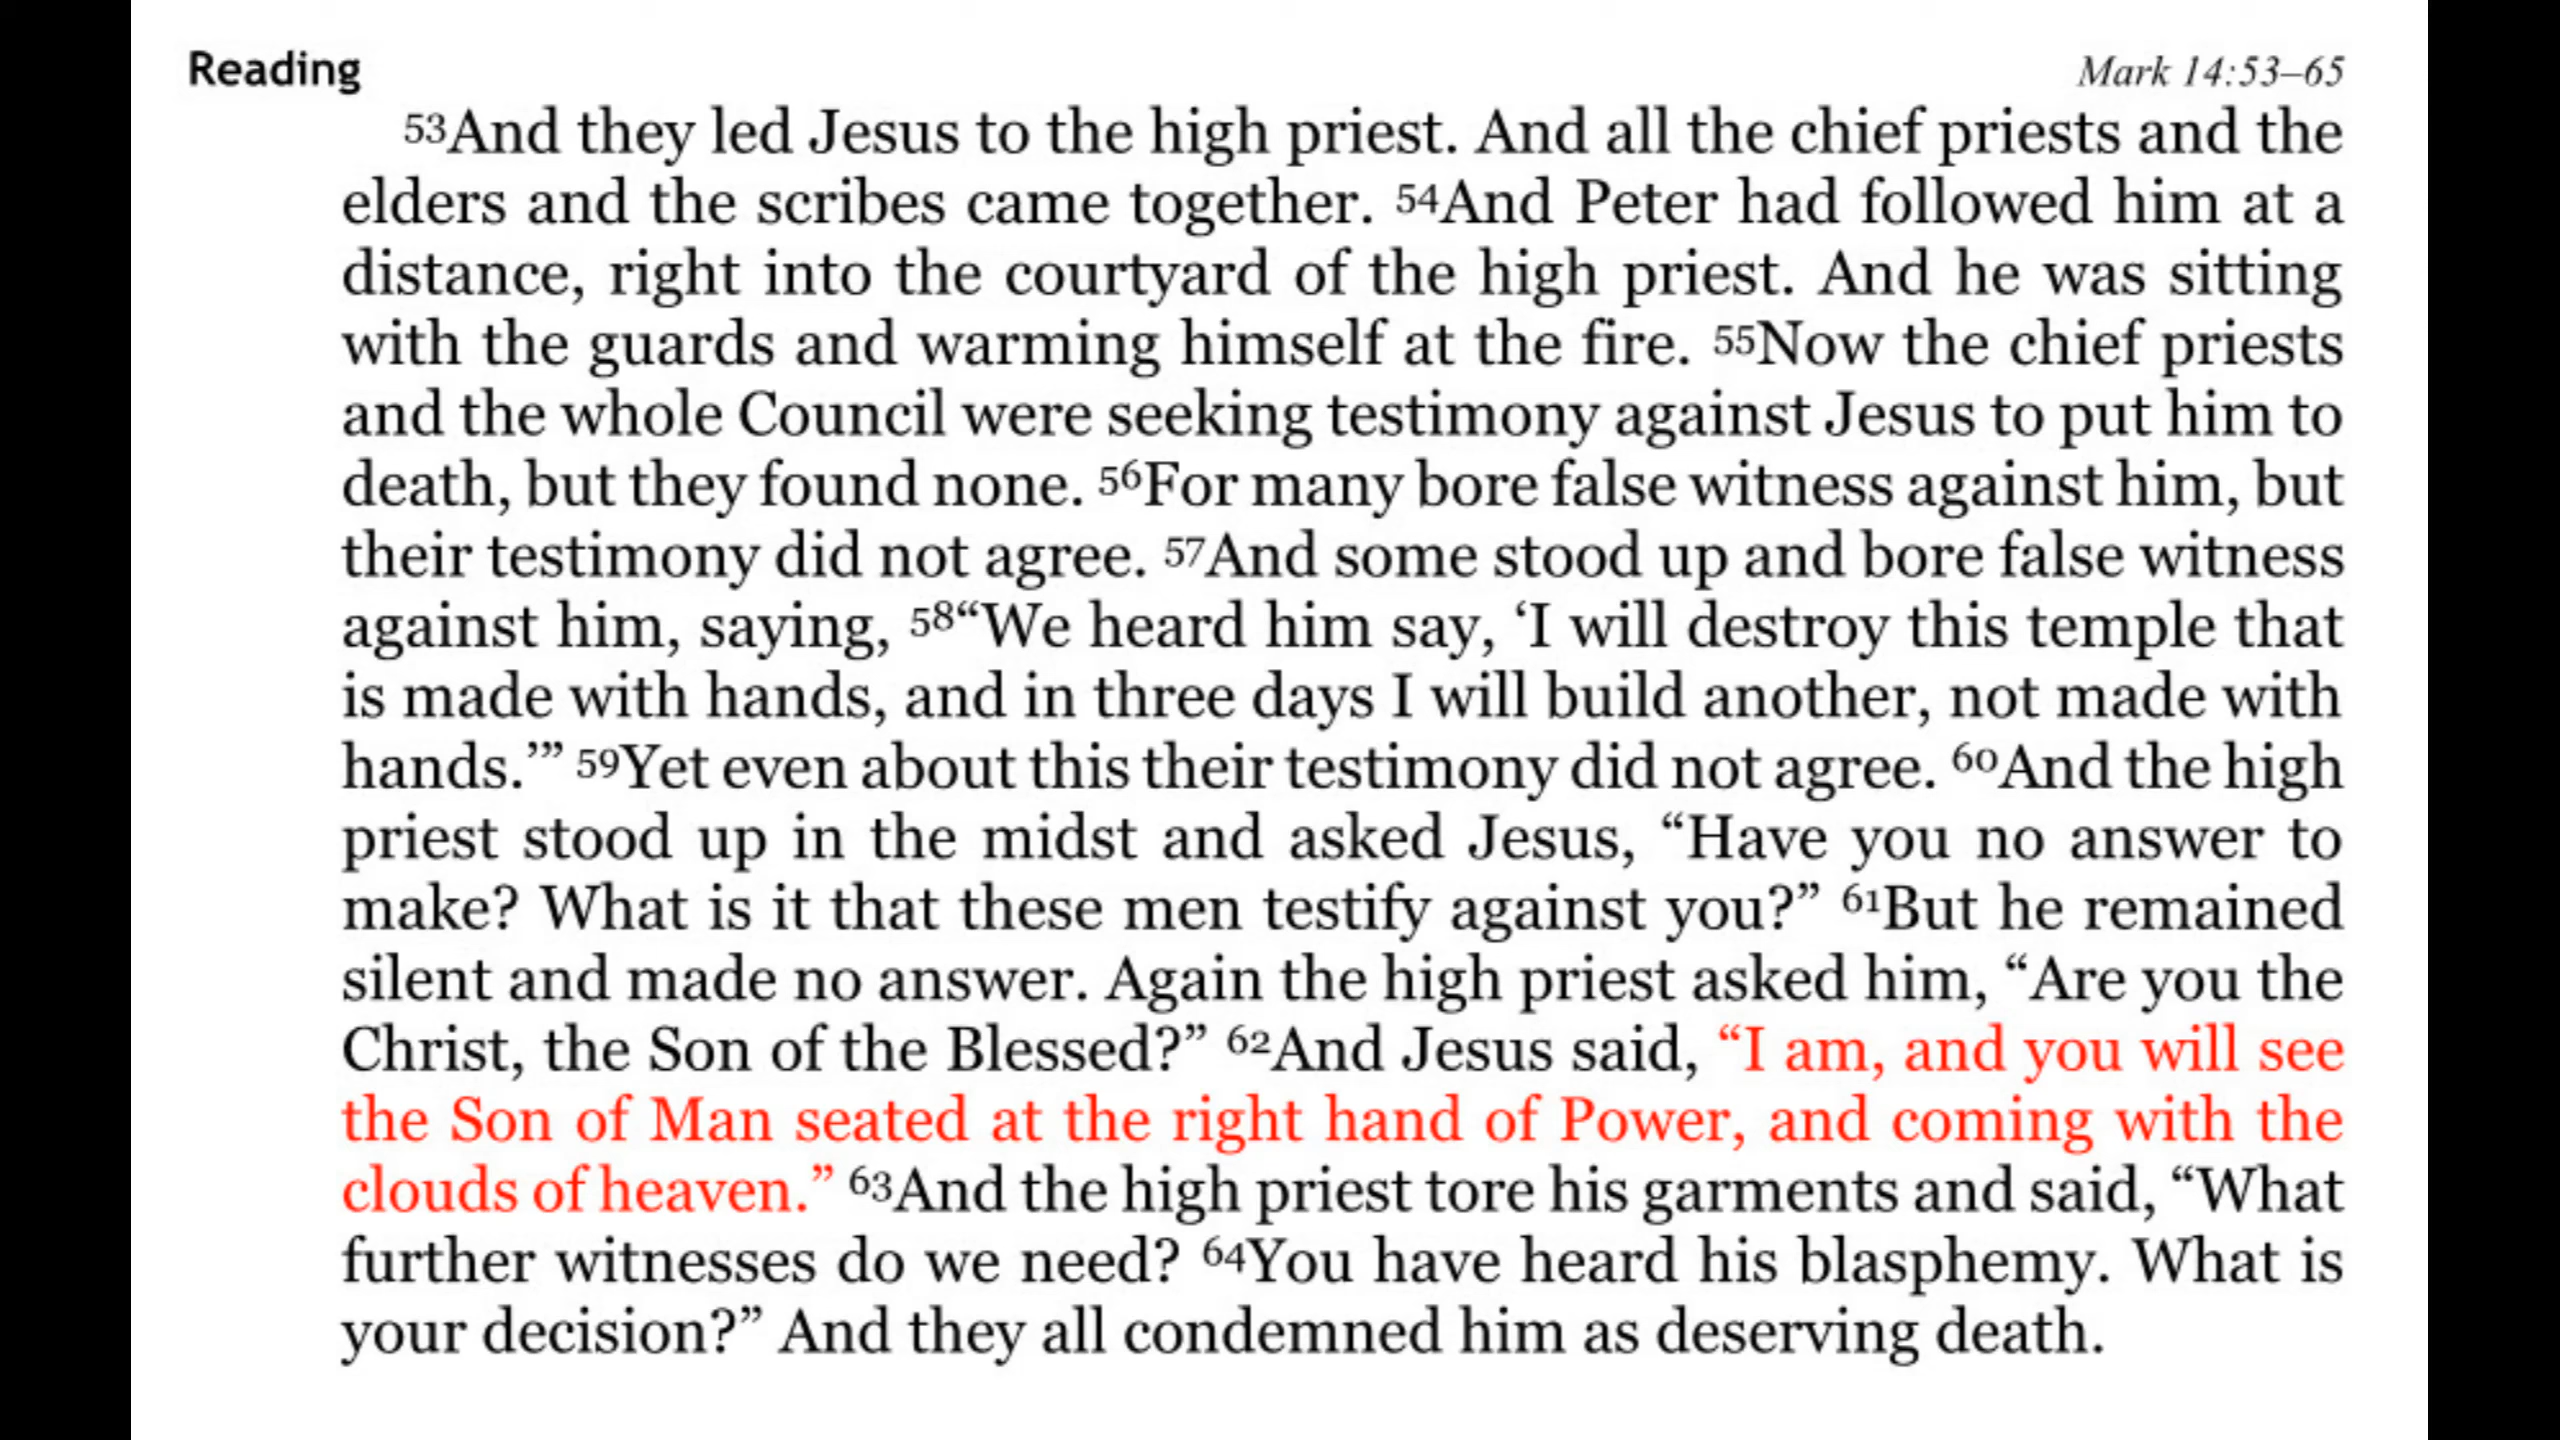 Reading Mark 14:53–65
53And they led Jesus to the high priest. And all the chief priests and the
elders and the scribes came together. 54And Peter had followed him at a
distance, right into the courtyard of the high priest. And he was sitting
with the guards and warming himself at the fire. 55Now the chief priests
and the whole Council were seeking testimony against Jesus to put him to
death, but they found none. 56For many bore false witness against him, but
their testimony did not agree. 57And some stood up and bore false witness
against him, saying, 58“We heard him say, ‘I will destroy this temple that
is made with hands, and in three days I will build another, not made with
hands.’” 59Yet even about this their testimony did not agree. 60And the high
priest stood up in the midst and asked Jesus, “Have you no answer to
make? What is it that these men testify against you?” 61But he remained
silent and made no answer. Again the high priest asked him, “Are you the
Christ, the Son of the Blessed?” 62And Jesus said, “I am, and you will see
the Son of Man seated at the right hand of Power, and coming with the
clouds of heaven.” 63And the high priest tore his garments and said, “What
further witnesses do we need? 64You have heard his blasphemy. What is
your decision?” And they all condemned him as deserving death.